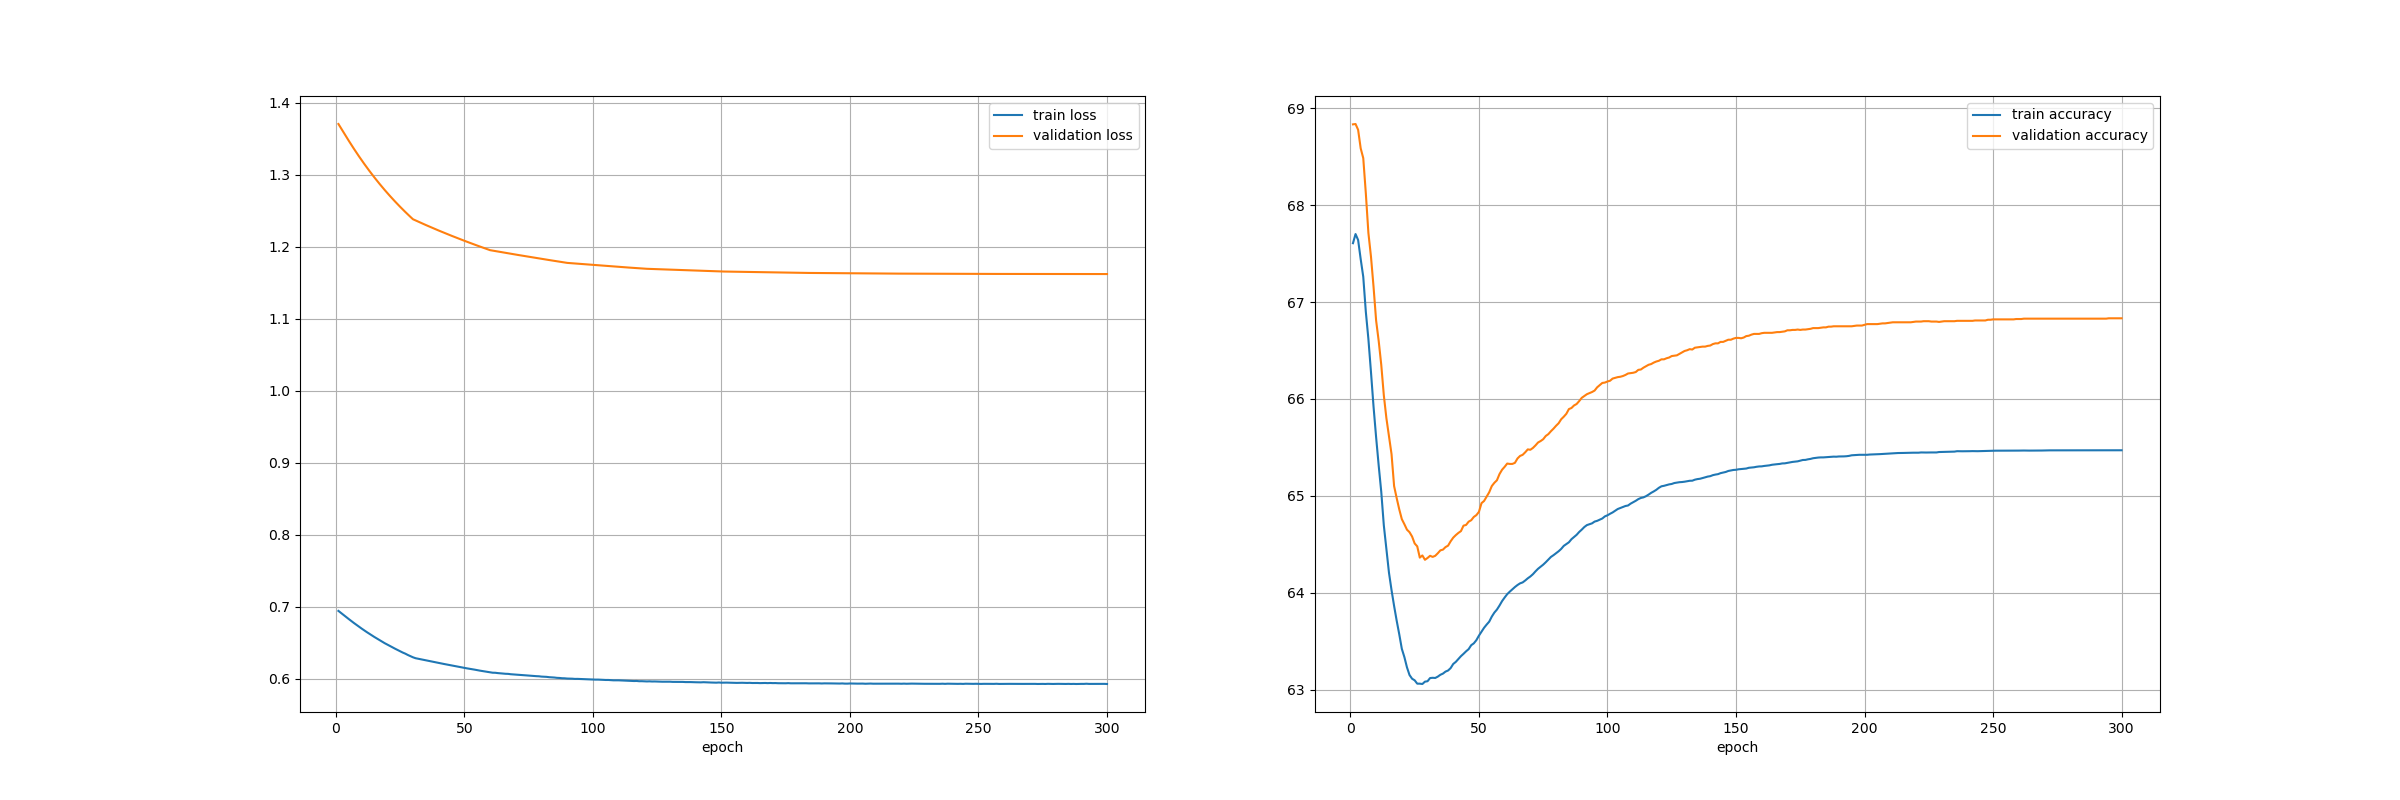 1.4
1.3
1.2
1.1
1.0
0.9
0.8
0.7
0.6
0 50 100 150 200 250 300
epoch
train loss
validation loss
69
68
67
66
65
64
63
0 50 100 150 200 250 300
epoch
train accuracy
validation accuracy